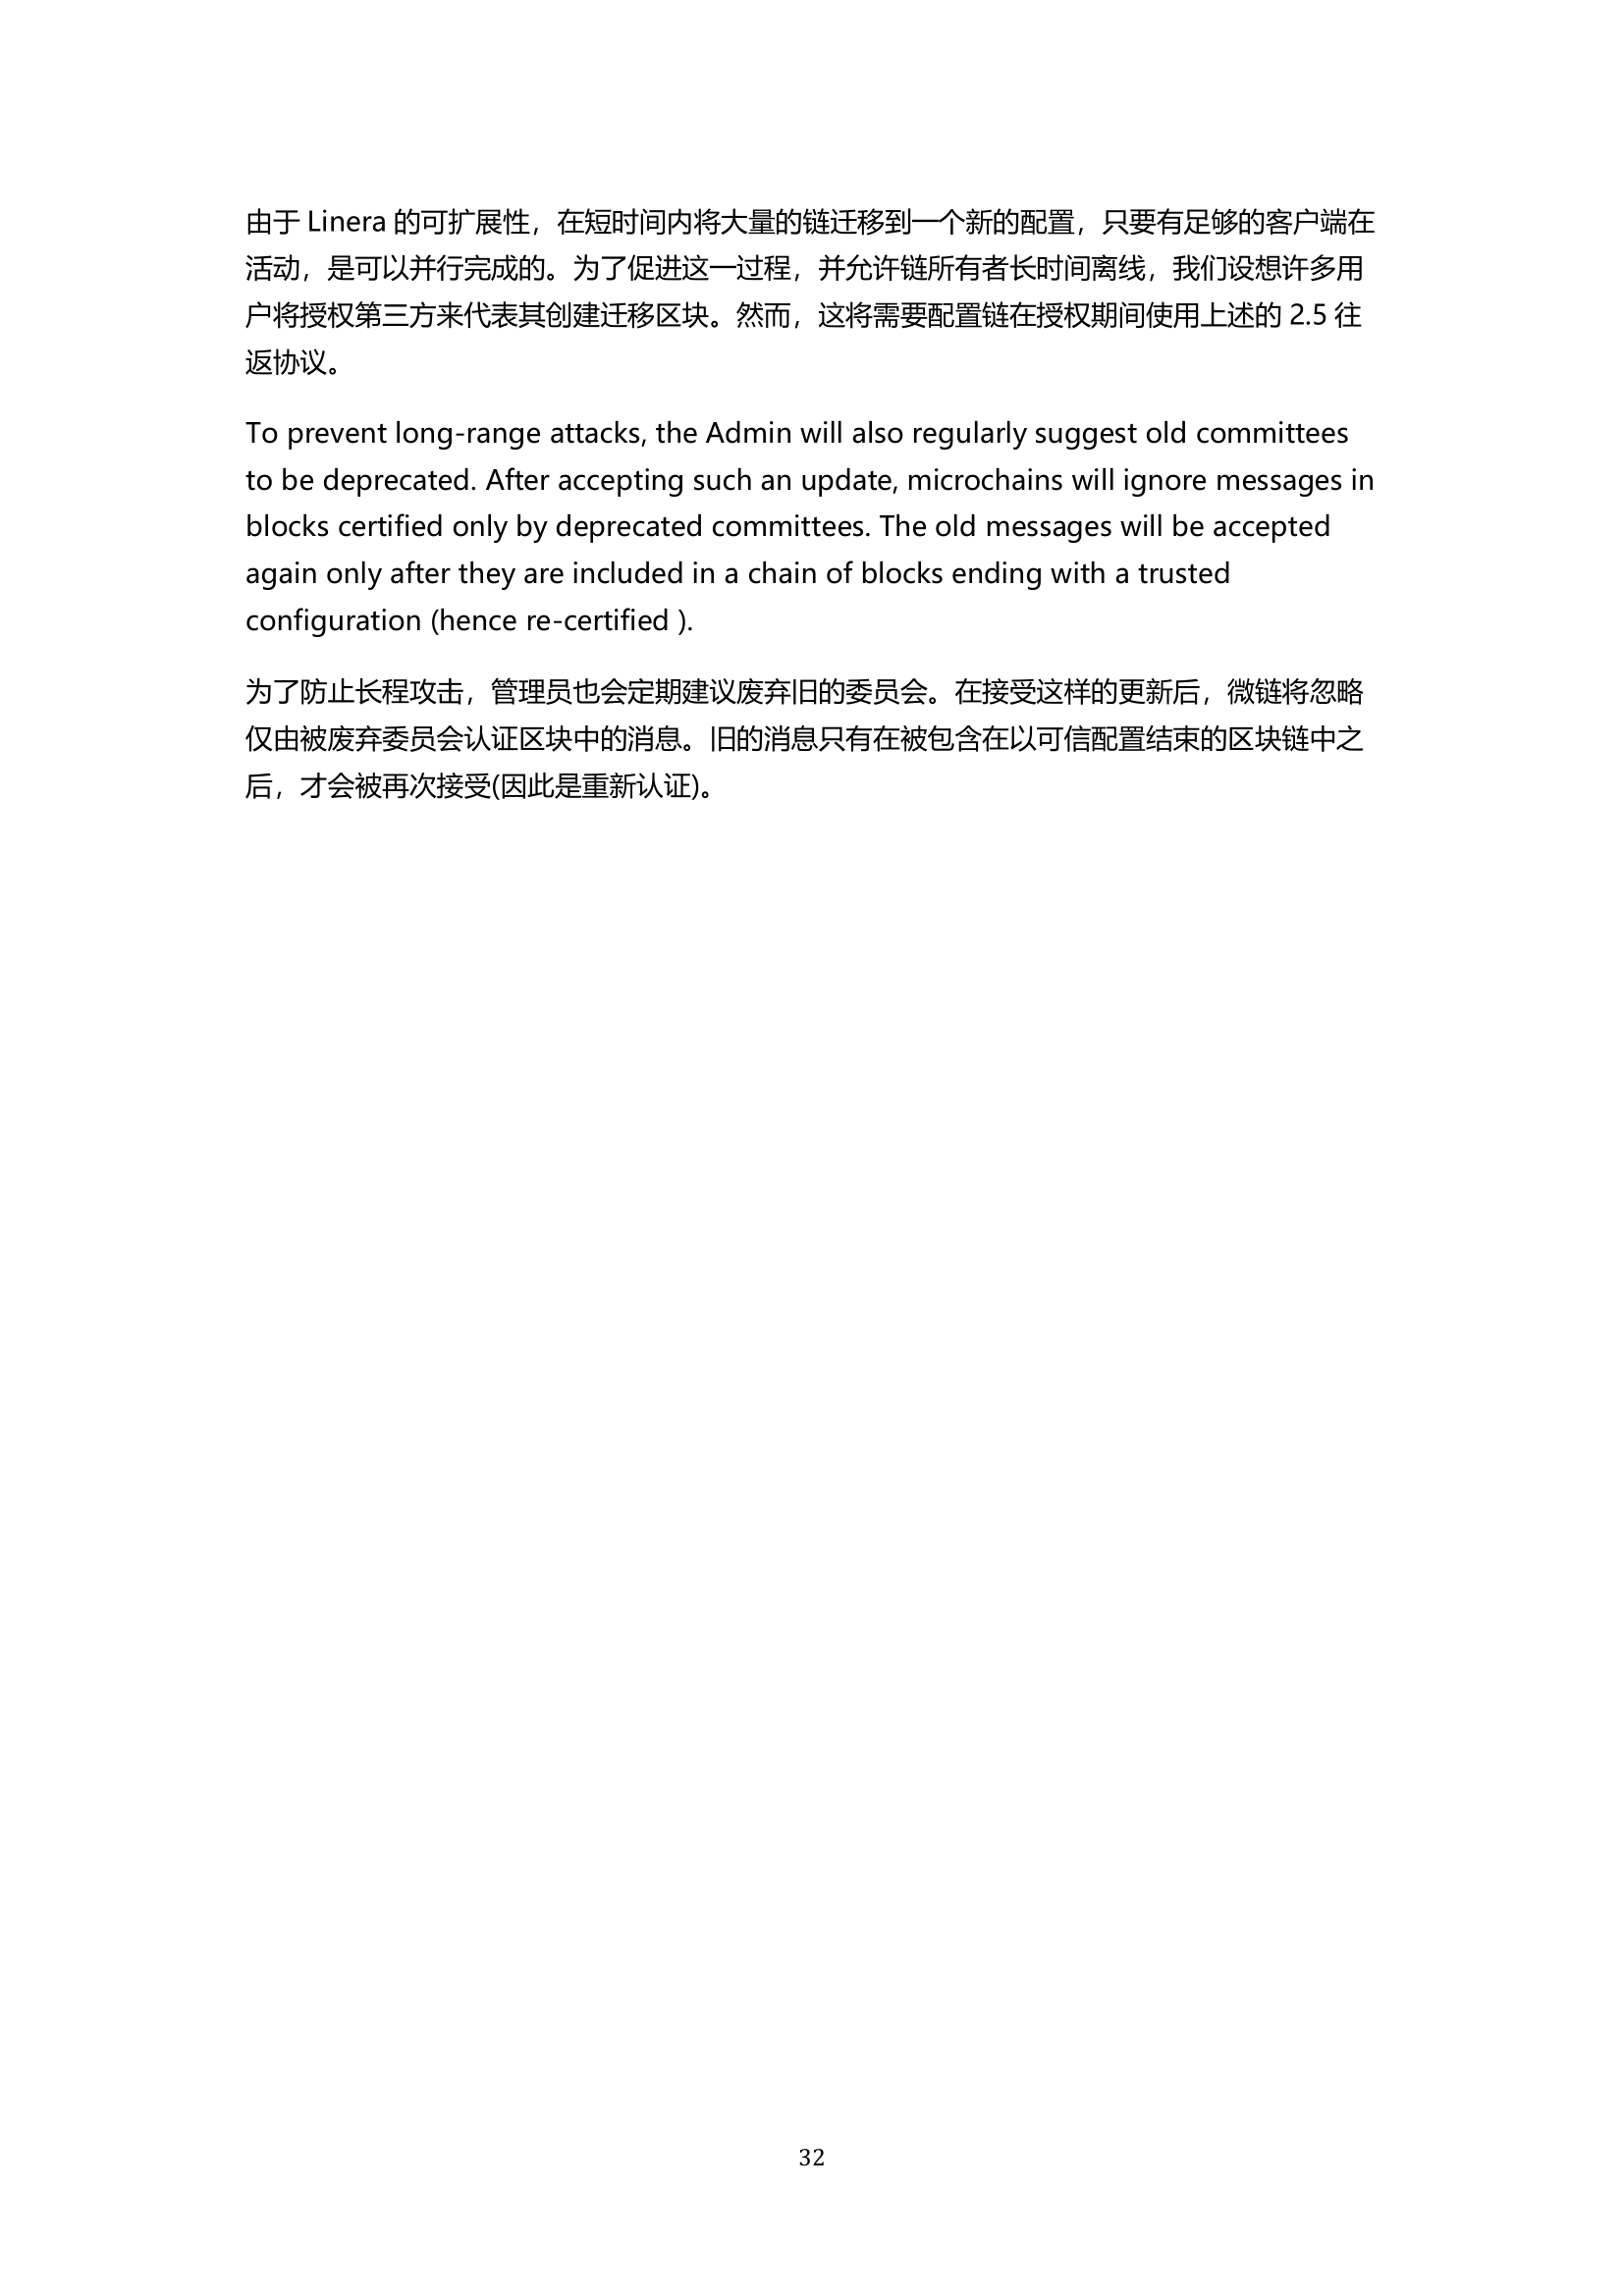 由于 Linera 的可扩展性，在短时间内将大量的链迁移到一个新的配置，只要有足够的客户端在
活动，是可以并行完成的。为了促进这一过程，并允许链所有者长时间离线，我们设想许多用
户将授权第三方来代表其创建迁移区块。然而，这将需要配置链在授权期间使用上述的 2.5 往
返协议。
To prevent long-range attacks, the Admin will also regularly suggest old committees
to be deprecated. After accepting such an update, microchains will ignore messages in
blocks certified only by deprecated committees. The old messages will be accepted
again only after they are included in a chain of blocks ending with a trusted
configuration (hence re-certified ).
为了防止长程攻击，管理员也会定期建议废弃旧的委员会。在接受这样的更新后，微链将忽略
仅由被废弃委员会认证区块中的消息。旧的消息只有在被包含在以可信配置结束的区块链中之
后，才会被再次接受(因此是重新认证)。
32